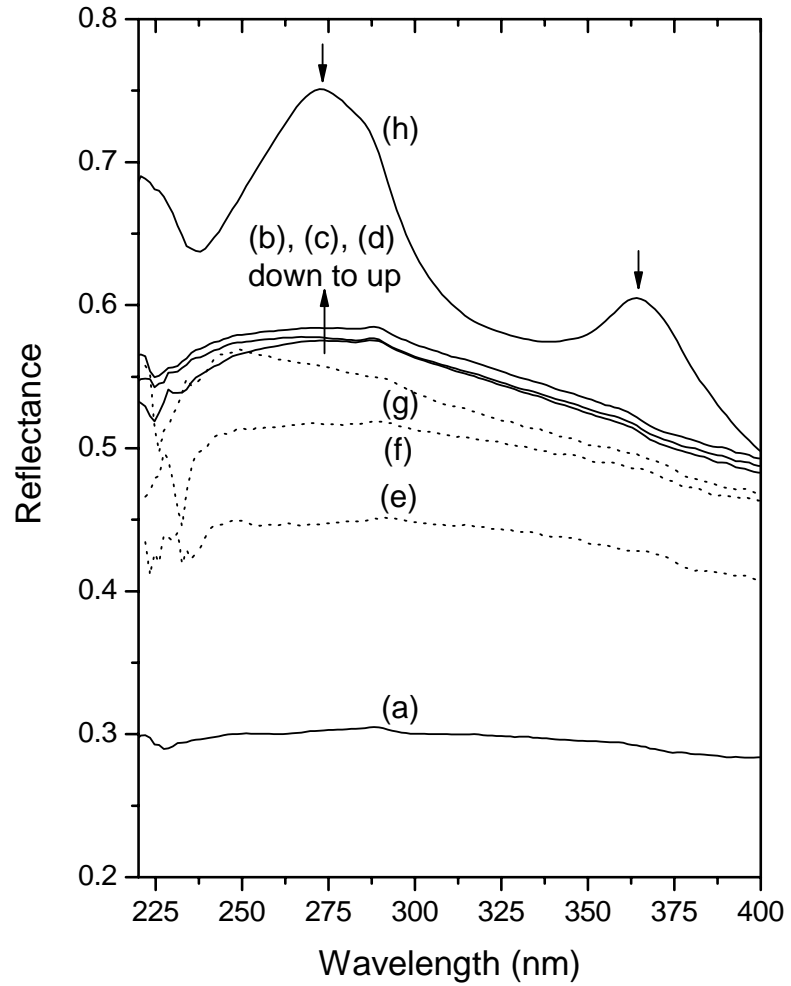 0.8
0.7
0.6
0.5
0.4
0.3
0.2
Reflectance
(h)
(b), (c), (d)
down to up
(g)
(f)
(e)
(a)
225 250 275 300 325 350 375 400
Wavelength (nm)